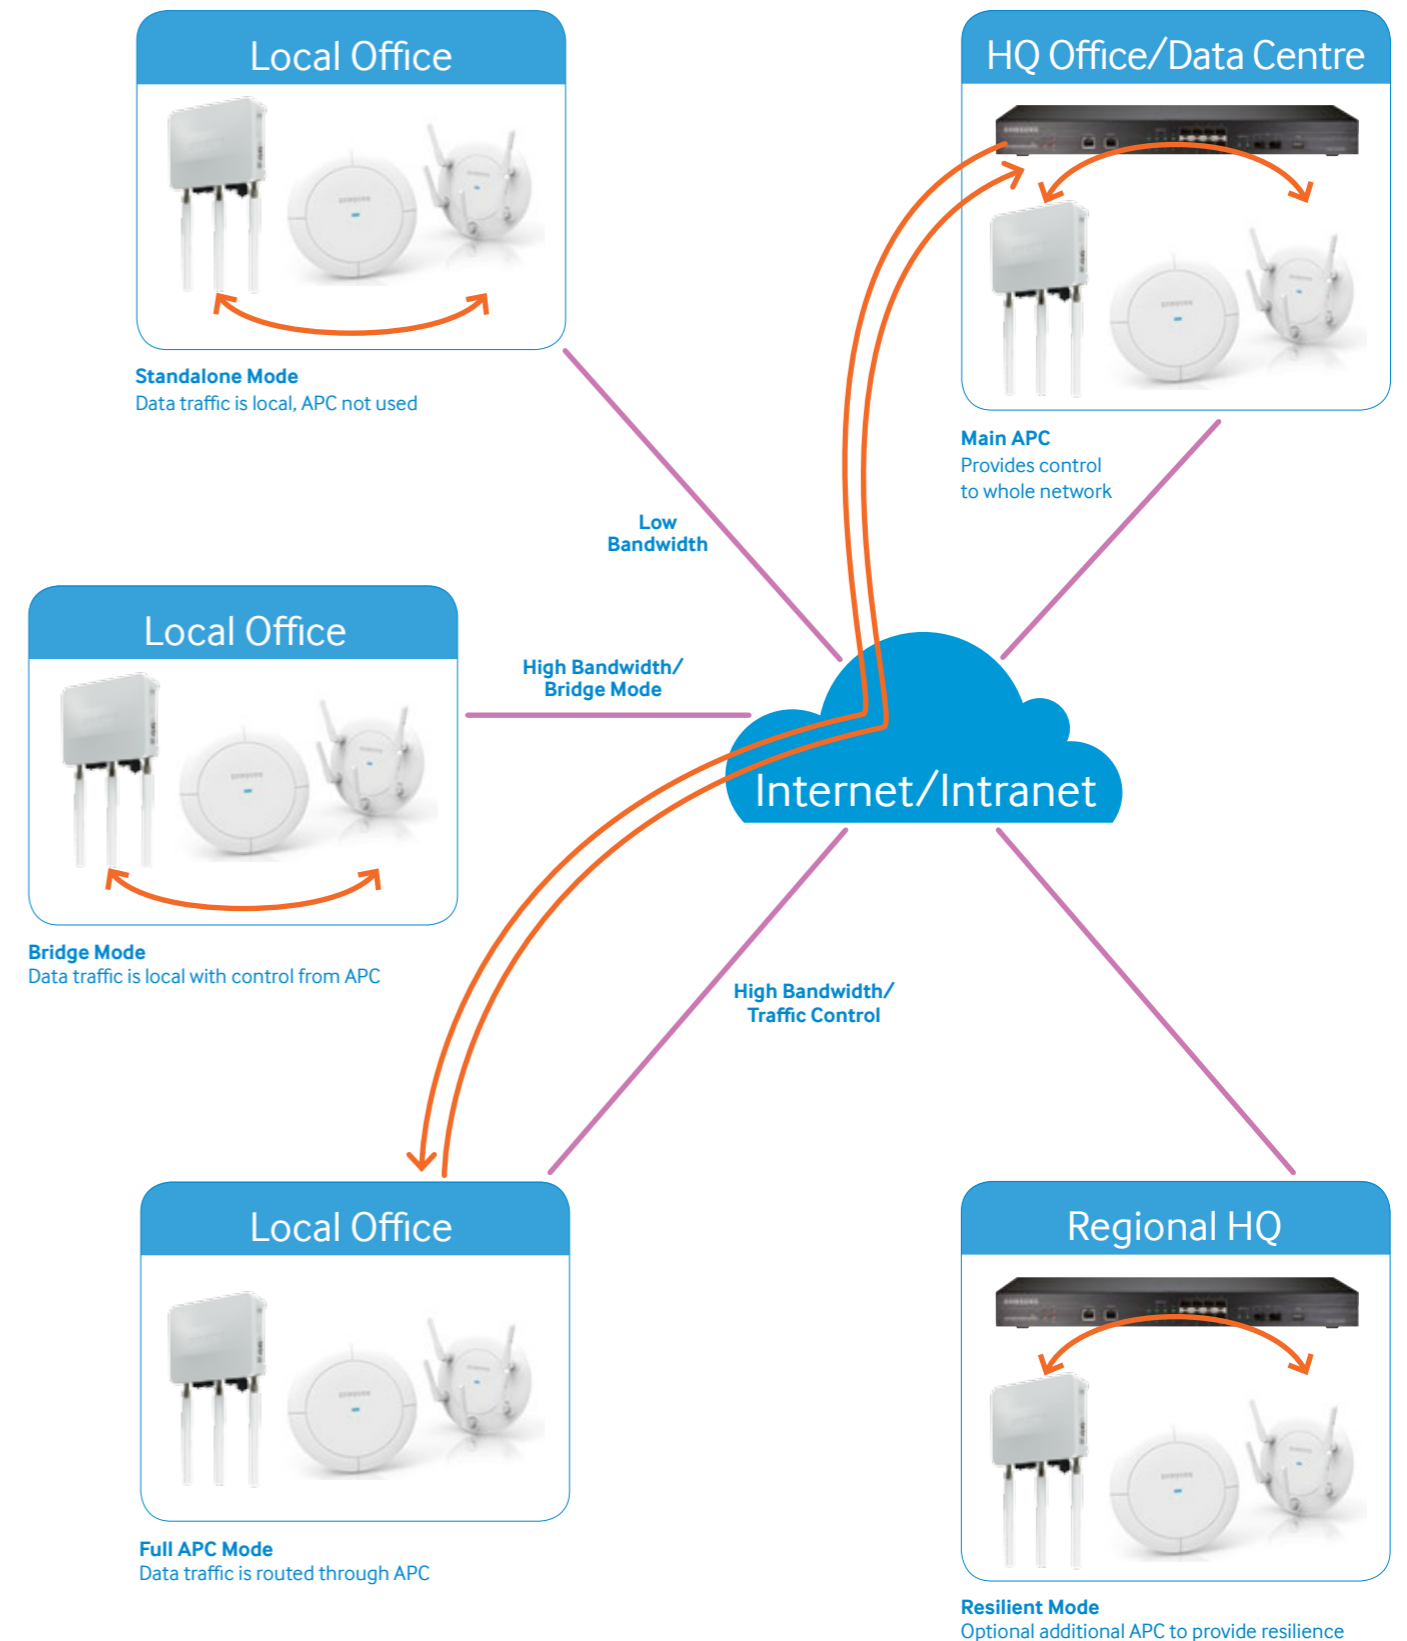 Local Office
Standalone Mode
Data traffic is local, APC not used
HQ Office/Data Centre
SAMSUNG
Main APC
Provides control
to whole network
Low
Bandwidth
Local Office
High Bandwidth/
Bridge Mode
Bridge Mode
Data traffic is local with control from APC
Internet/Intranet
High Bandwidth/
Traffic Control
Local Office
Full APC Mode
Data traffic is routed through APC
Regional HQ
SAMSUNG
Resilient Mode
Optional additional APC to provide resilience